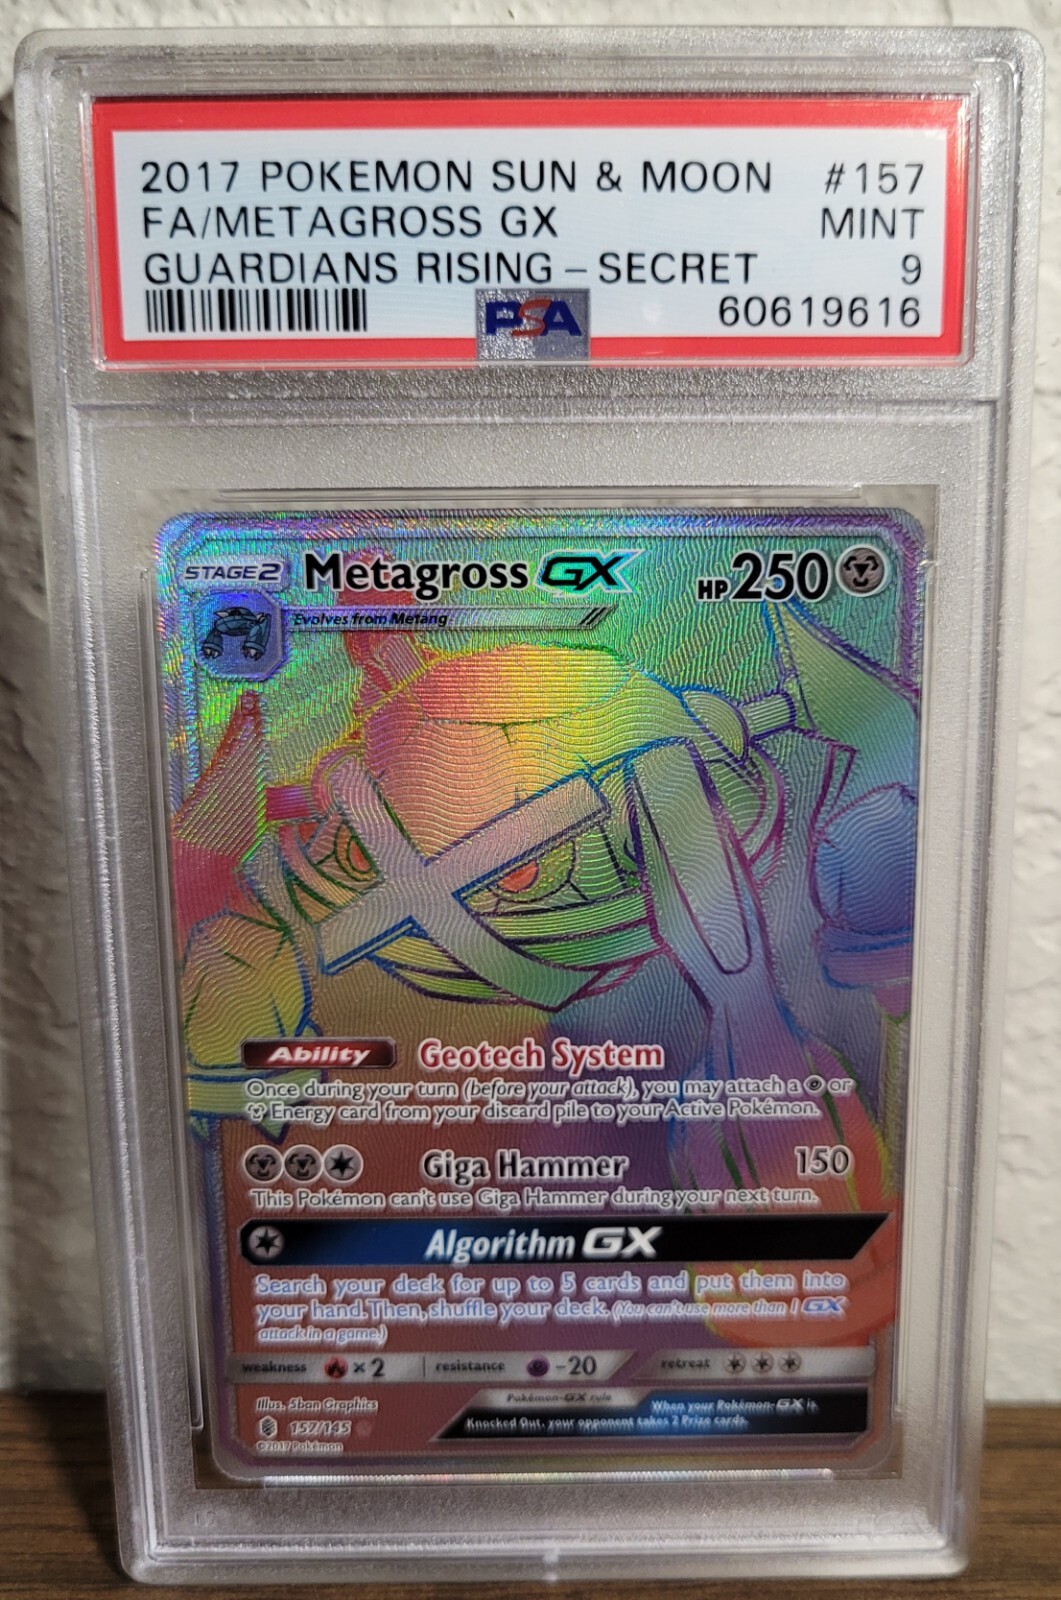 2017 POKEMON SUN & MOON #157
FA/METAGROSS GX MINT
GUARDIANS RISING – SECRET 9
PSA 60619616
STAGE 2 Metagross GX HP 250
Evolves from Metang
Ability Geotech System
Once during your turn (before your attack), you may attach a or
Energy card from your discard pile to your Active Pokémon.
Giga Hammer 150
This Pokémon can't use Giga Hammer during your next turn.
Algorithm GX
Search your deck for up to 5 cards and put them into
your hand. Then, shuffle your deck. (You can't use more than 1 GX
attack in a game.)
weakness ×2 resistance -20 retreat
Pokémon-GX rule
When your Pokémon-GX is
Knocked Out, your opponent takes 2 Prize cards.
Illus. 5ban Graphics
157/145
©2017 Pokémon